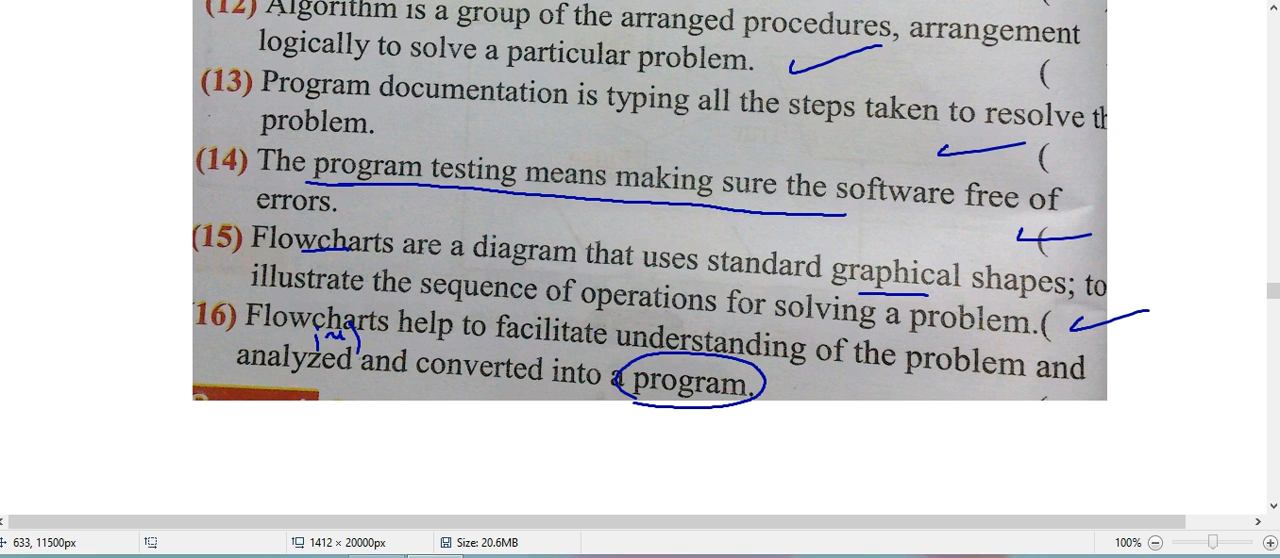 (12) Algorithm is a group of the arranged procedures, arrangement
logically to solve a particular problem. (
(13) Program documentation is typing all the steps taken to resolve th
problem. (
(14) The program testing means making sure the software free of
errors. (
(15) Flowcharts are a diagram that uses standard graphical shapes; to
illustrate the sequence of operations for solving a problem.(
16) Flowcharts help to facilitate understanding of the problem and
ing
analyzed and converted into a program.
633, 11500px
1412 × 20000px
Size: 20.6MB
100%